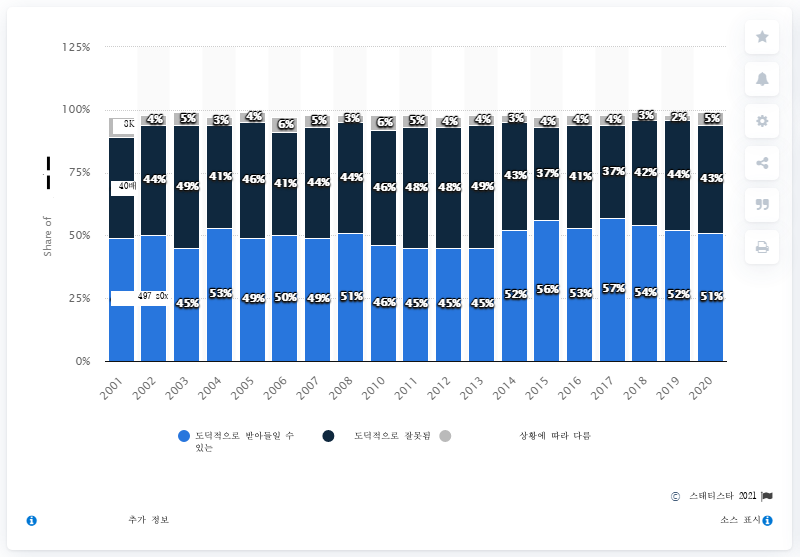 125%
100%
75%
50%
25%
0%
Share of
8K
40배
497 z0x
4% 5% 3% 4% 6% 5% 3% 6% 5% 4% 4% 3% 4% 4% 4% 3% 2% 5%
44% 49% 41% 46% 41% 44% 44% 46% 48% 48% 49% 43% 37% 41% 37% 42% 44% 43%
45% 53% 49% 50% 49% 51% 46% 45% 45% 45% 52% 56% 53% 57% 54% 52% 51%
2001 2002 2003 2004 2005 2006 2007 2008 2010 2011 2012 2013 2014 2015 2016 2017 2018 2019 2020
도덕적으로 받아들일 수 있는
도덕적으로 잘못됨
상황에 따라 다름
© 스태티스타 2021
추가 정보
소스 표시